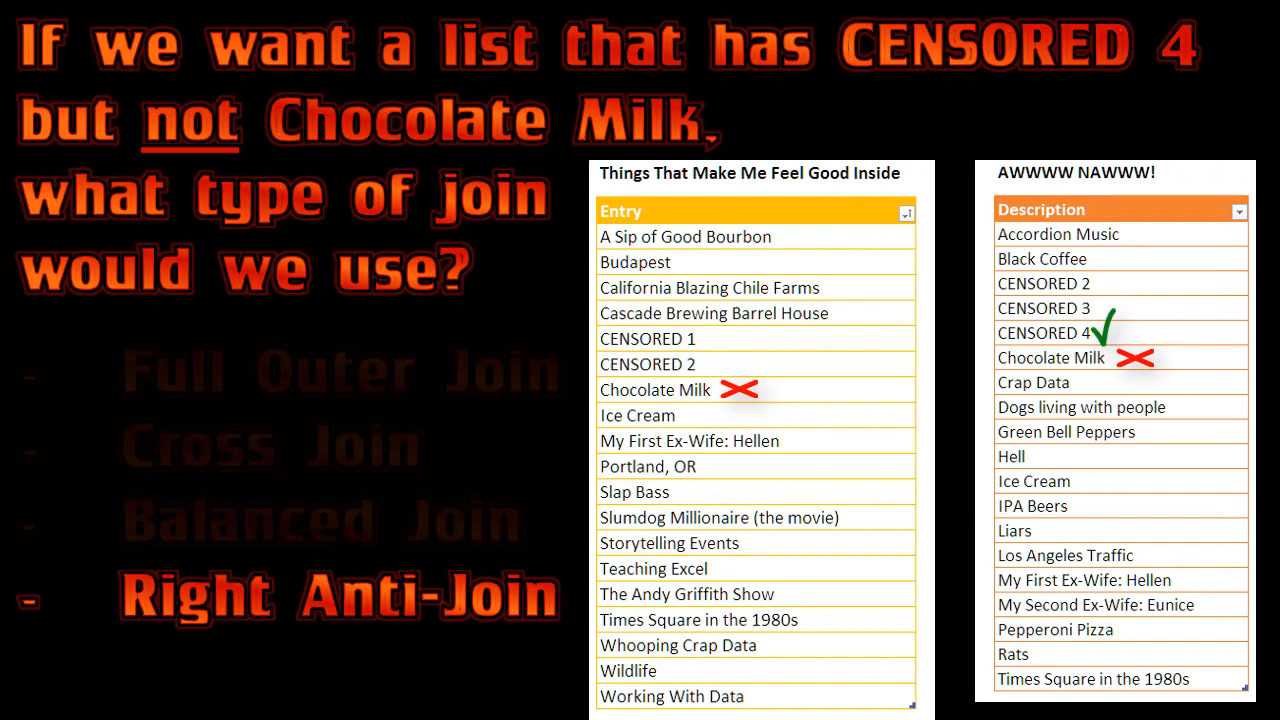 If we want a list that has CENSORED 4
but not Chocolate Milk,
what type of join
would we use?
- Full Outer Join
- Cross Join
- Balanced Join
- Right Anti-Join
Things That Make Me Feel Good Inside
Entry
A Sip of Good Bourbon
Budapest
California Blazing Chile Farms
Cascade Brewing Barrel House
CENSORED 1
CENSORED 2
Chocolate Milk
Ice Cream
My First Ex-Wife: Hellen
Portland, OR
Slap Bass
Slumdog Millionaire (the movie)
Storytelling Events
Teaching Excel
The Andy Griffith Show
Times Square in the 1980s
Whooping Crap Data
Wildlife
Working With Data
AWWWW NAWWW!
Description
Accordion Music
Black Coffee
CENSORED 2
CENSORED 3
CENSORED 4
Chocolate Milk
Crap Data
Dogs living with people
Green Bell Peppers
Hell
Ice Cream
IPA Beers
Liars
Los Angeles Traffic
My First Ex-Wife: Hellen
My Second Ex-Wife: Eunice
Pepperoni Pizza
Rats
Times Square in the 1980s